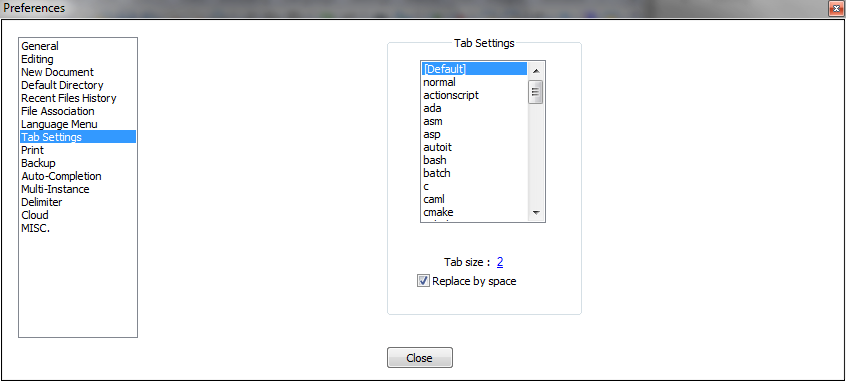 Preferences
General
Editing
New Document
Default Directory
Recent Files History
File Association
Language Menu
Tab Settings
Print
Backup
Auto-Completion
Multi-Instance
Delimiter
Cloud
MISC.
Tab Settings
[Default]
normal
actionscript
ada
asm
asp
autoit
bash
batch
c
caml
cmake
Tab size : 2
Replace by space
Close